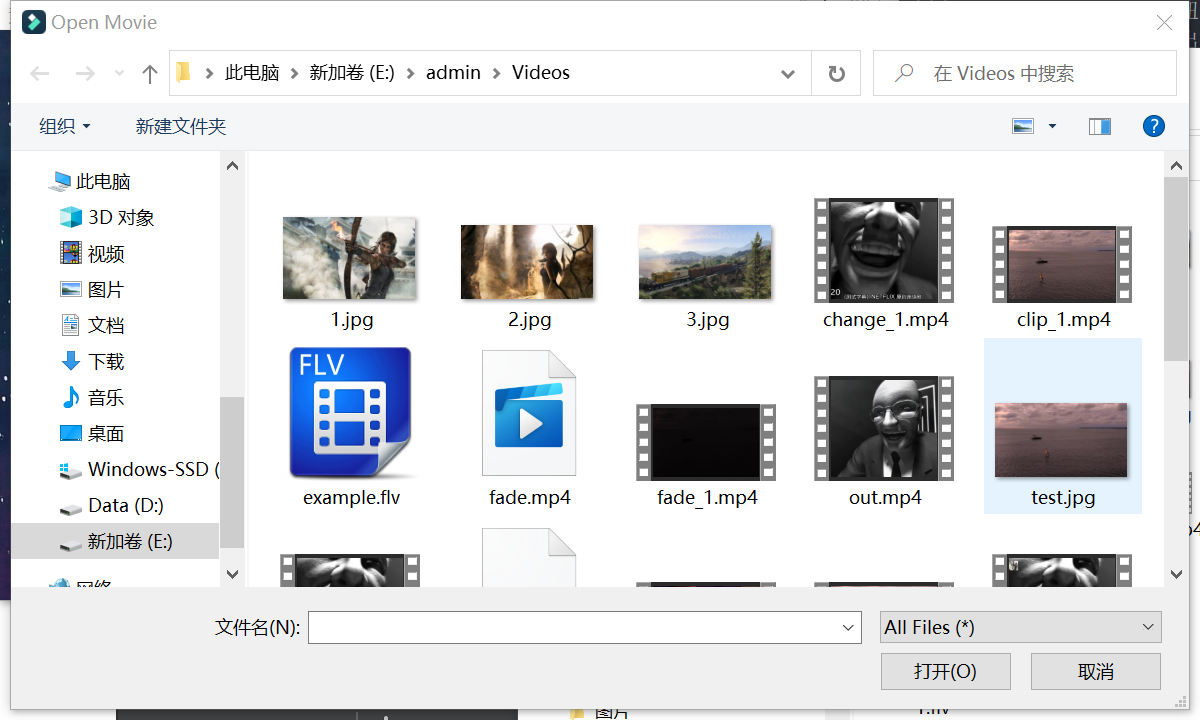 Open Movie
此电脑 新加卷 (E:) admin Videos
在 Videos 中搜索
组织 新建文件夹
?
此电脑
3D 对象
视频
图片
文档
下载
音乐
桌面
Windows-SSD (
Data (D:)
新加卷 (E:)
网络
1.jpg
2.jpg
3.jpg
20
change_1.mp4
clip_1.mp4
FLV
example.flv
fade.mp4
fade_1.mp4
out.mp4
test.jpg
文件名(N):
All Files (*)
打开(O)
取消
图片